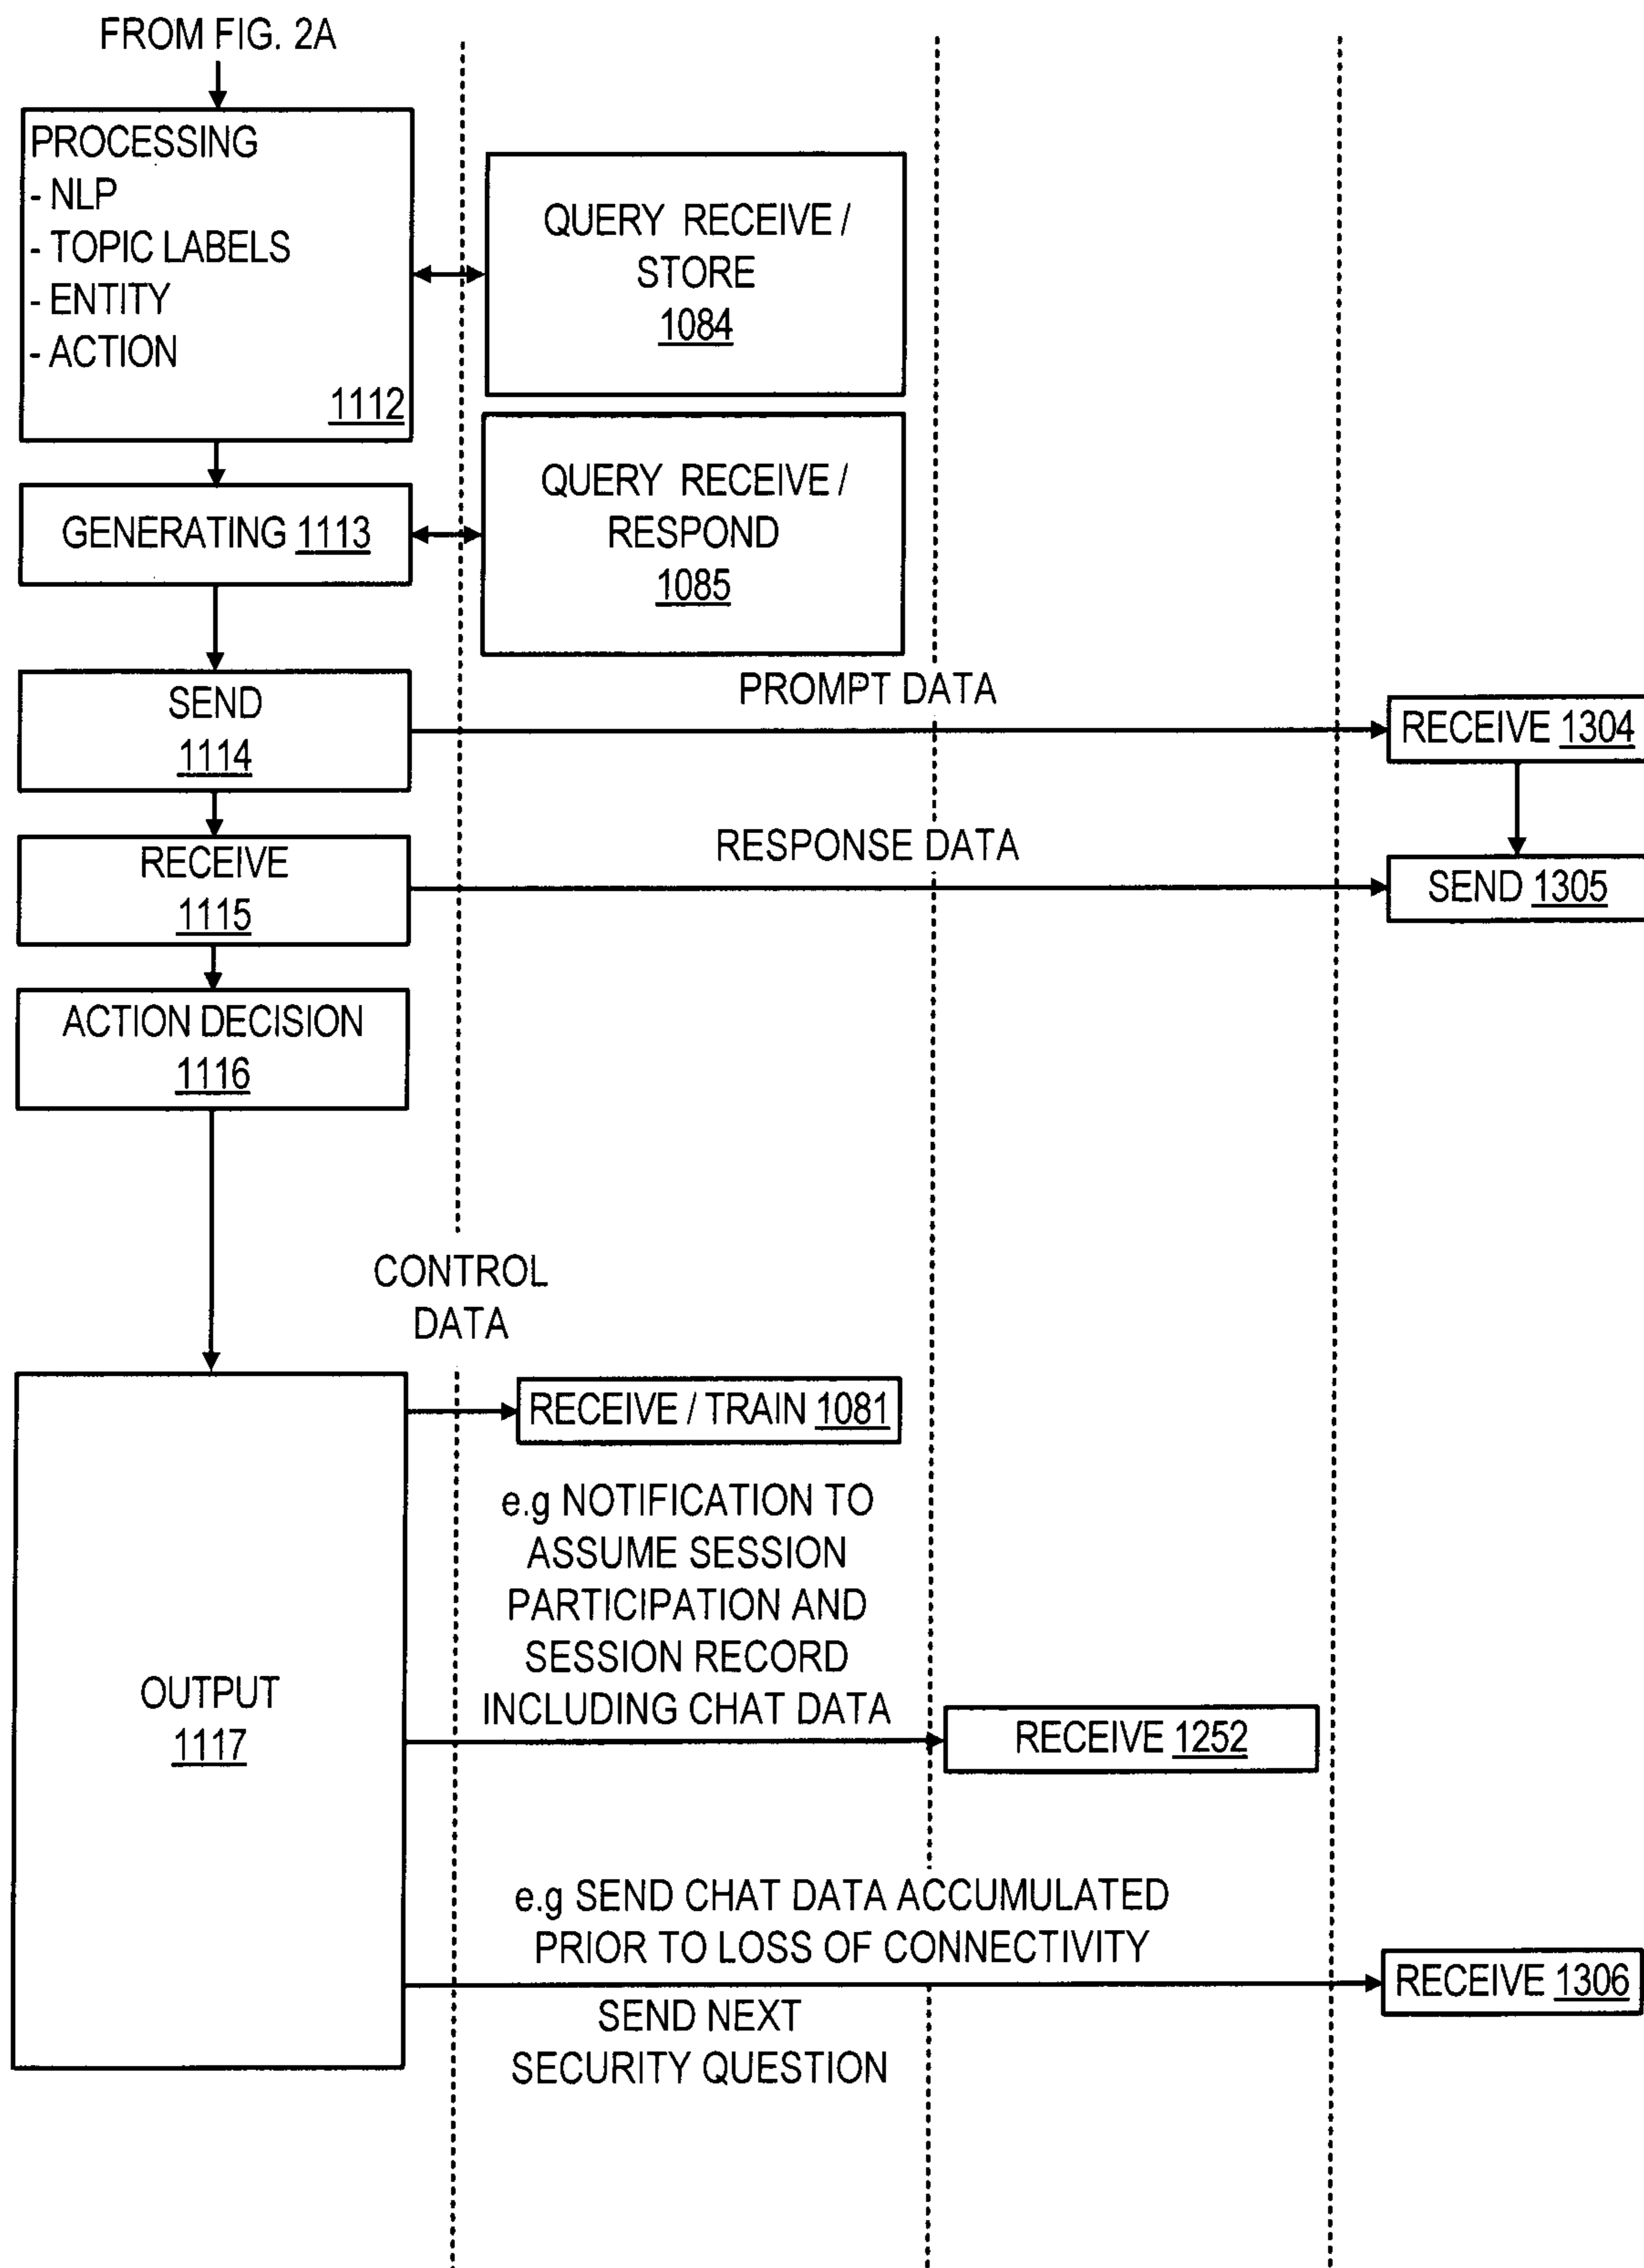 FROM FIG. 2A
PROCESSING
- NLP
- TOPIC LABELS
- ENTITY
- ACTION
1112
QUERY RECEIVE /
STORE
1084
GENERATING 1113
QUERY RECEIVE /
RESPOND
1085
SEND
1114
PROMPT DATA
RECEIVE 1304
RECEIVE
1115
RESPONSE DATA
SEND 1305
ACTION DECISION
1116
CONTROL
DATA
OUTPUT
1117
RECEIVE / TRAIN 1081
e.g NOTIFICATION TO
ASSUME SESSION
PARTICIPATION AND
SESSION RECORD
INCLUDING CHAT DATA
RECEIVE 1252
e.g SEND CHAT DATA ACCUMULATED
PRIOR TO LOSS OF CONNECTIVITY
RECEIVE 1306
SEND NEXT
SECURITY QUESTION